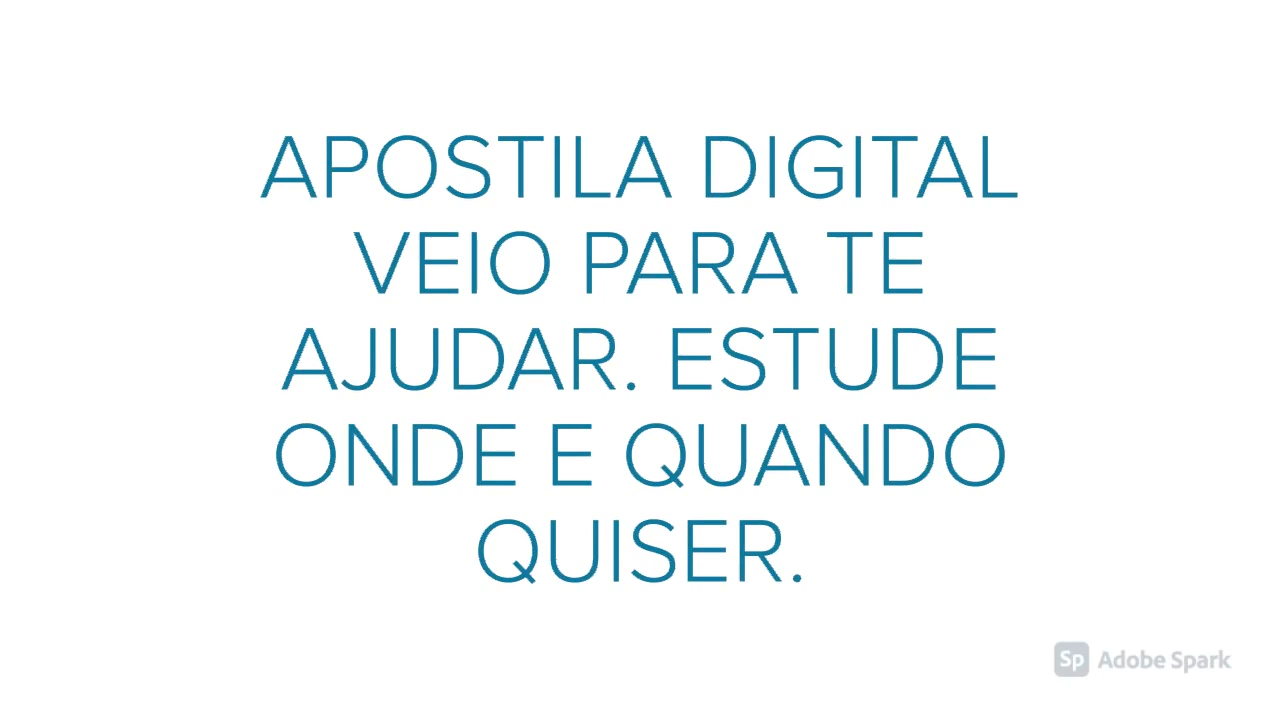 APOSTILA DIGITAL
VEIO PARA TE
AJUDAR. ESTUDE
ONDE E QUANDO
QUISER.
Sp Adobe Spark